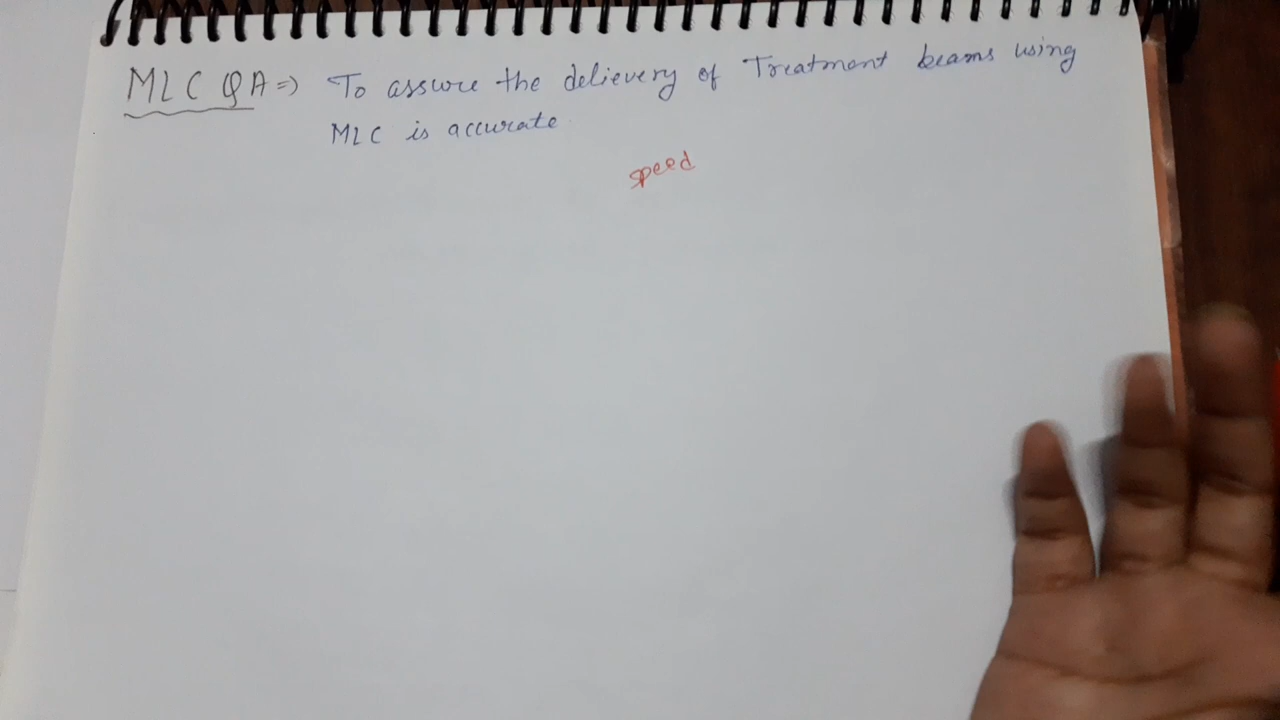 MLC QA => To assure the delievery of Treatment beams using
MLC is accurate
speed